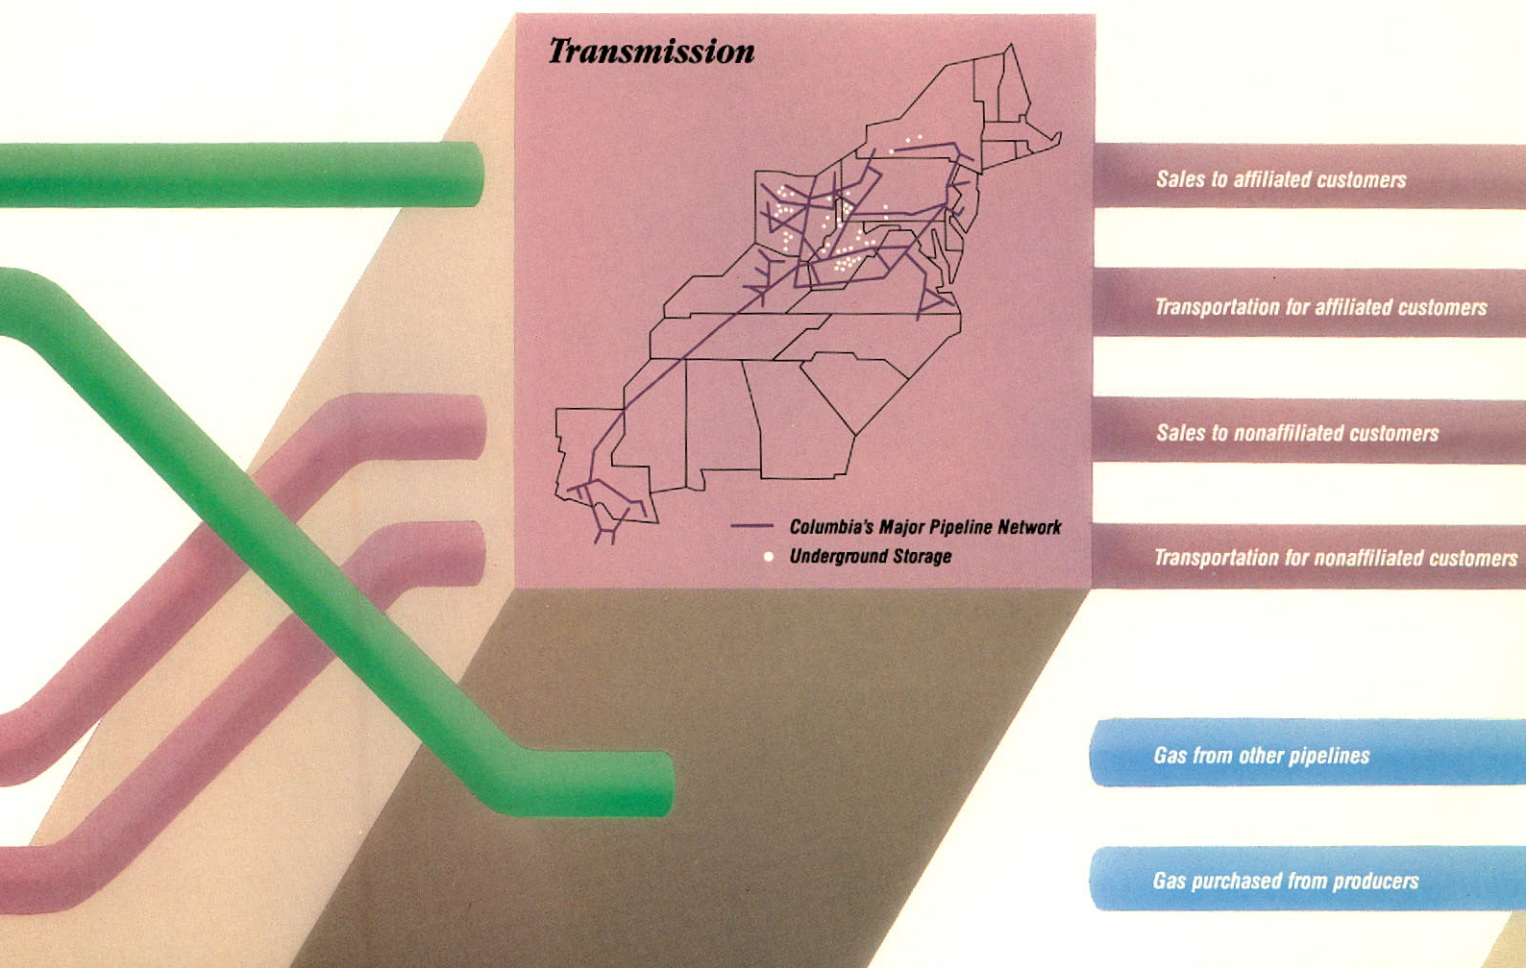 Transmission
Columbia's Major Pipeline Network
Underground Storage
Sales to affiliated customers
Transportation for affiliated customers
Sales to nonaffiliated customers
Transportation for nonaffiliated customers
Gas from other pipelines
Gas purchased from producers